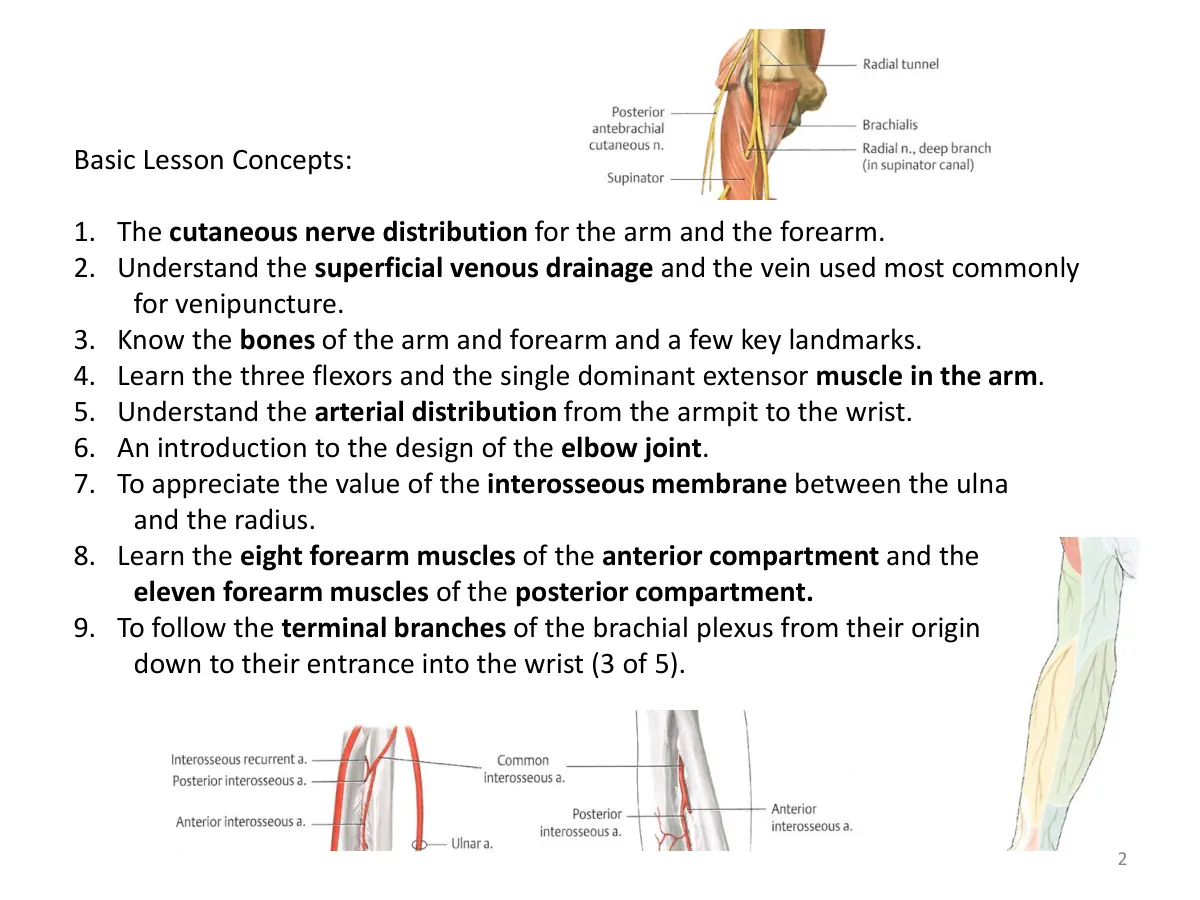 Radial tunnel
Posterior
antebrachial
cutaneous n.
Brachialis
Radial n., deep branch
(in supinator canal)
Supinator
Basic Lesson Concepts:
1. The cutaneous nerve distribution for the arm and the forearm.
2. Understand the superficial venous drainage and the vein used most commonly
for venipuncture.
3. Know the bones of the arm and forearm and a few key landmarks.
4. Learn the three flexors and the single dominant extensor muscle in the arm.
5. Understand the arterial distribution from the armpit to the wrist.
6. An introduction to the design of the elbow joint.
7. To appreciate the value of the interosseous membrane between the ulna
and the radius.
8. Learn the eight forearm muscles of the anterior compartment and the
eleven forearm muscles of the posterior compartment.
9. To follow the terminal branches of the brachial plexus from their origin
down to their entrance into the wrist (3 of 5).
Interosseous recurrent a.
Posterior interosseous a.
Anterior interosseous a.
Common
interosseous a.
Ulnar a.
Posterior
interosseous a.
Anterior
interosseous a.
2